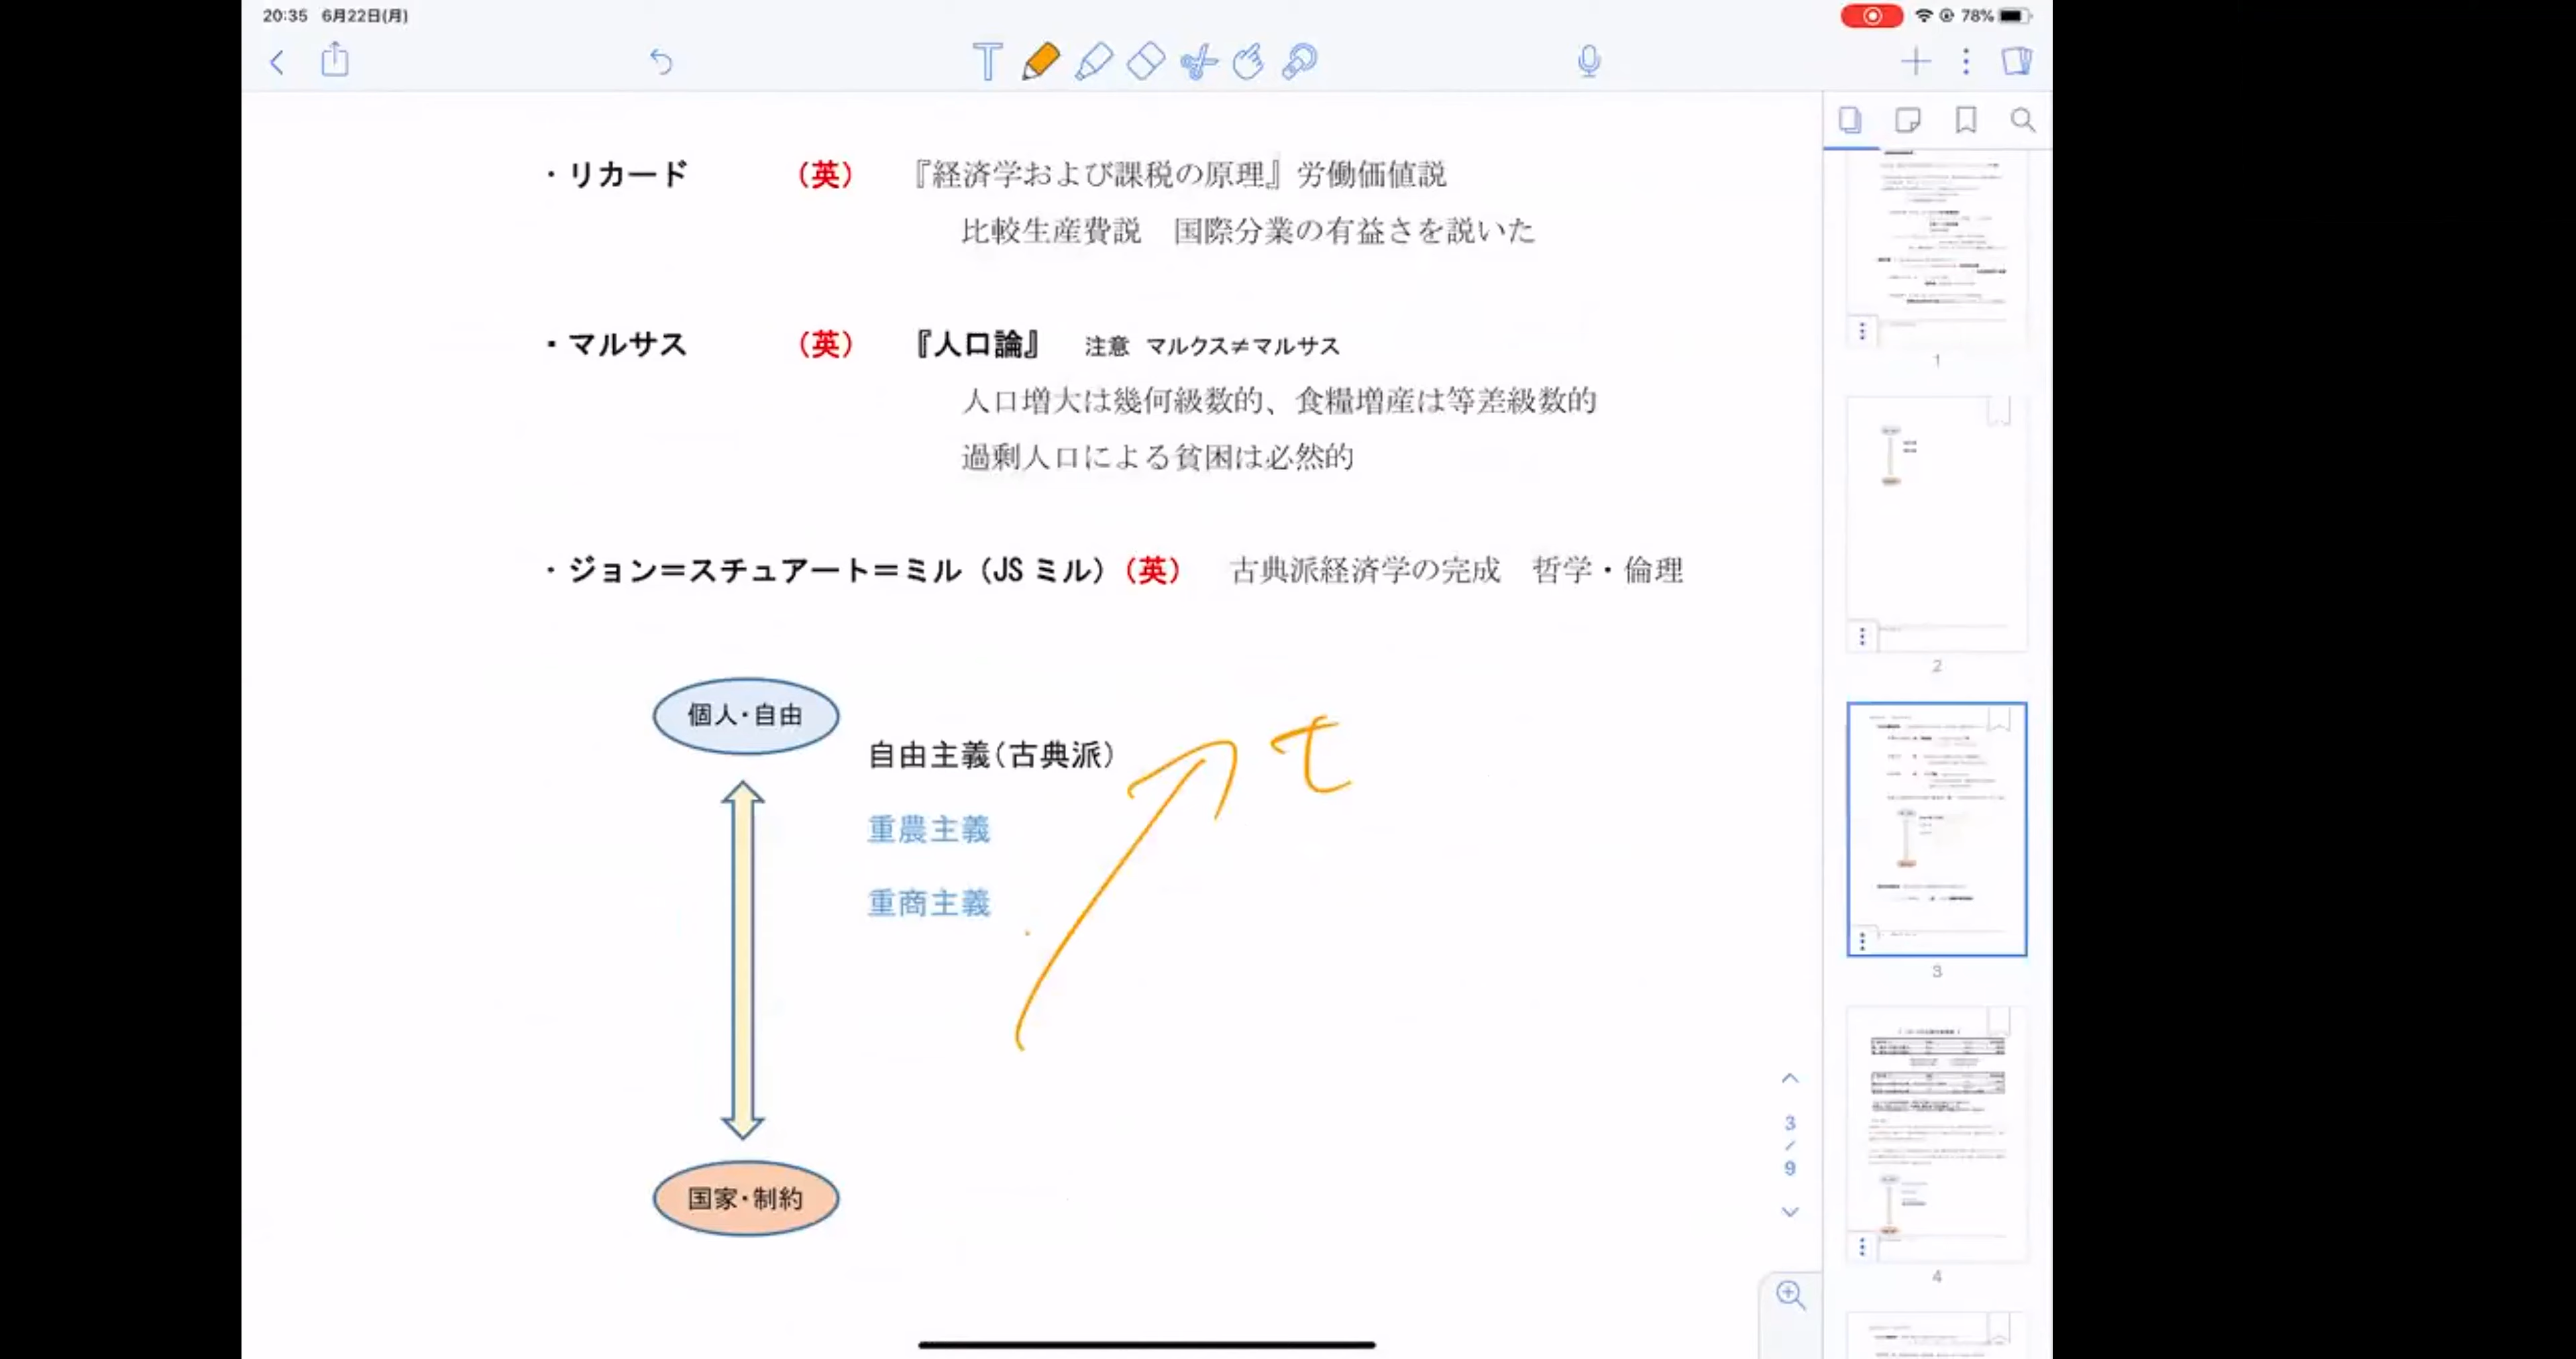 20:35 6月22日(月)
78%
・リカード （英） 『経済学および課税の原理』労働価値説
比較生産費説 国際分業の有益さを説いた
・マルサス （英） 『人口論』 注意 マルクス≠マルサス
人口増大は幾何級数的、食糧増産は等差級数的
過剰人口による貧困は必然的
・ジョン＝スチュアート＝ミル（JSミル）（英） 古典派経済学の完成 哲学・倫理
個人・自由
自由主義（古典派）
t
重農主義
重商主義
国家・制約
3
/
9
1
2
3
4